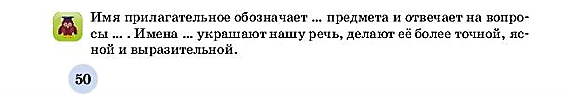 Имя прилагательное обозначает ... предмета и отвечает на вопро-
сы ... . Имена ... украшают нашу речь, делают её более точной, яс-
ной и выразительной.
50